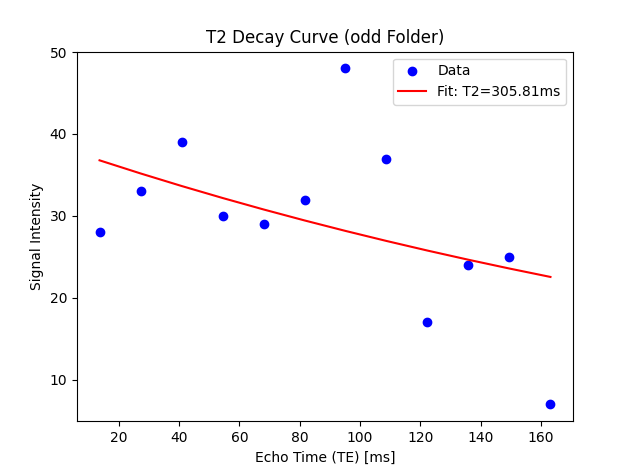 T2 Decay Curve (odd Folder)
Data
Fit: T2=305.81ms
50
40
30
20
10
Signal Intensity
20 40 60 80 100 120 140 160
Echo Time (TE) [ms]